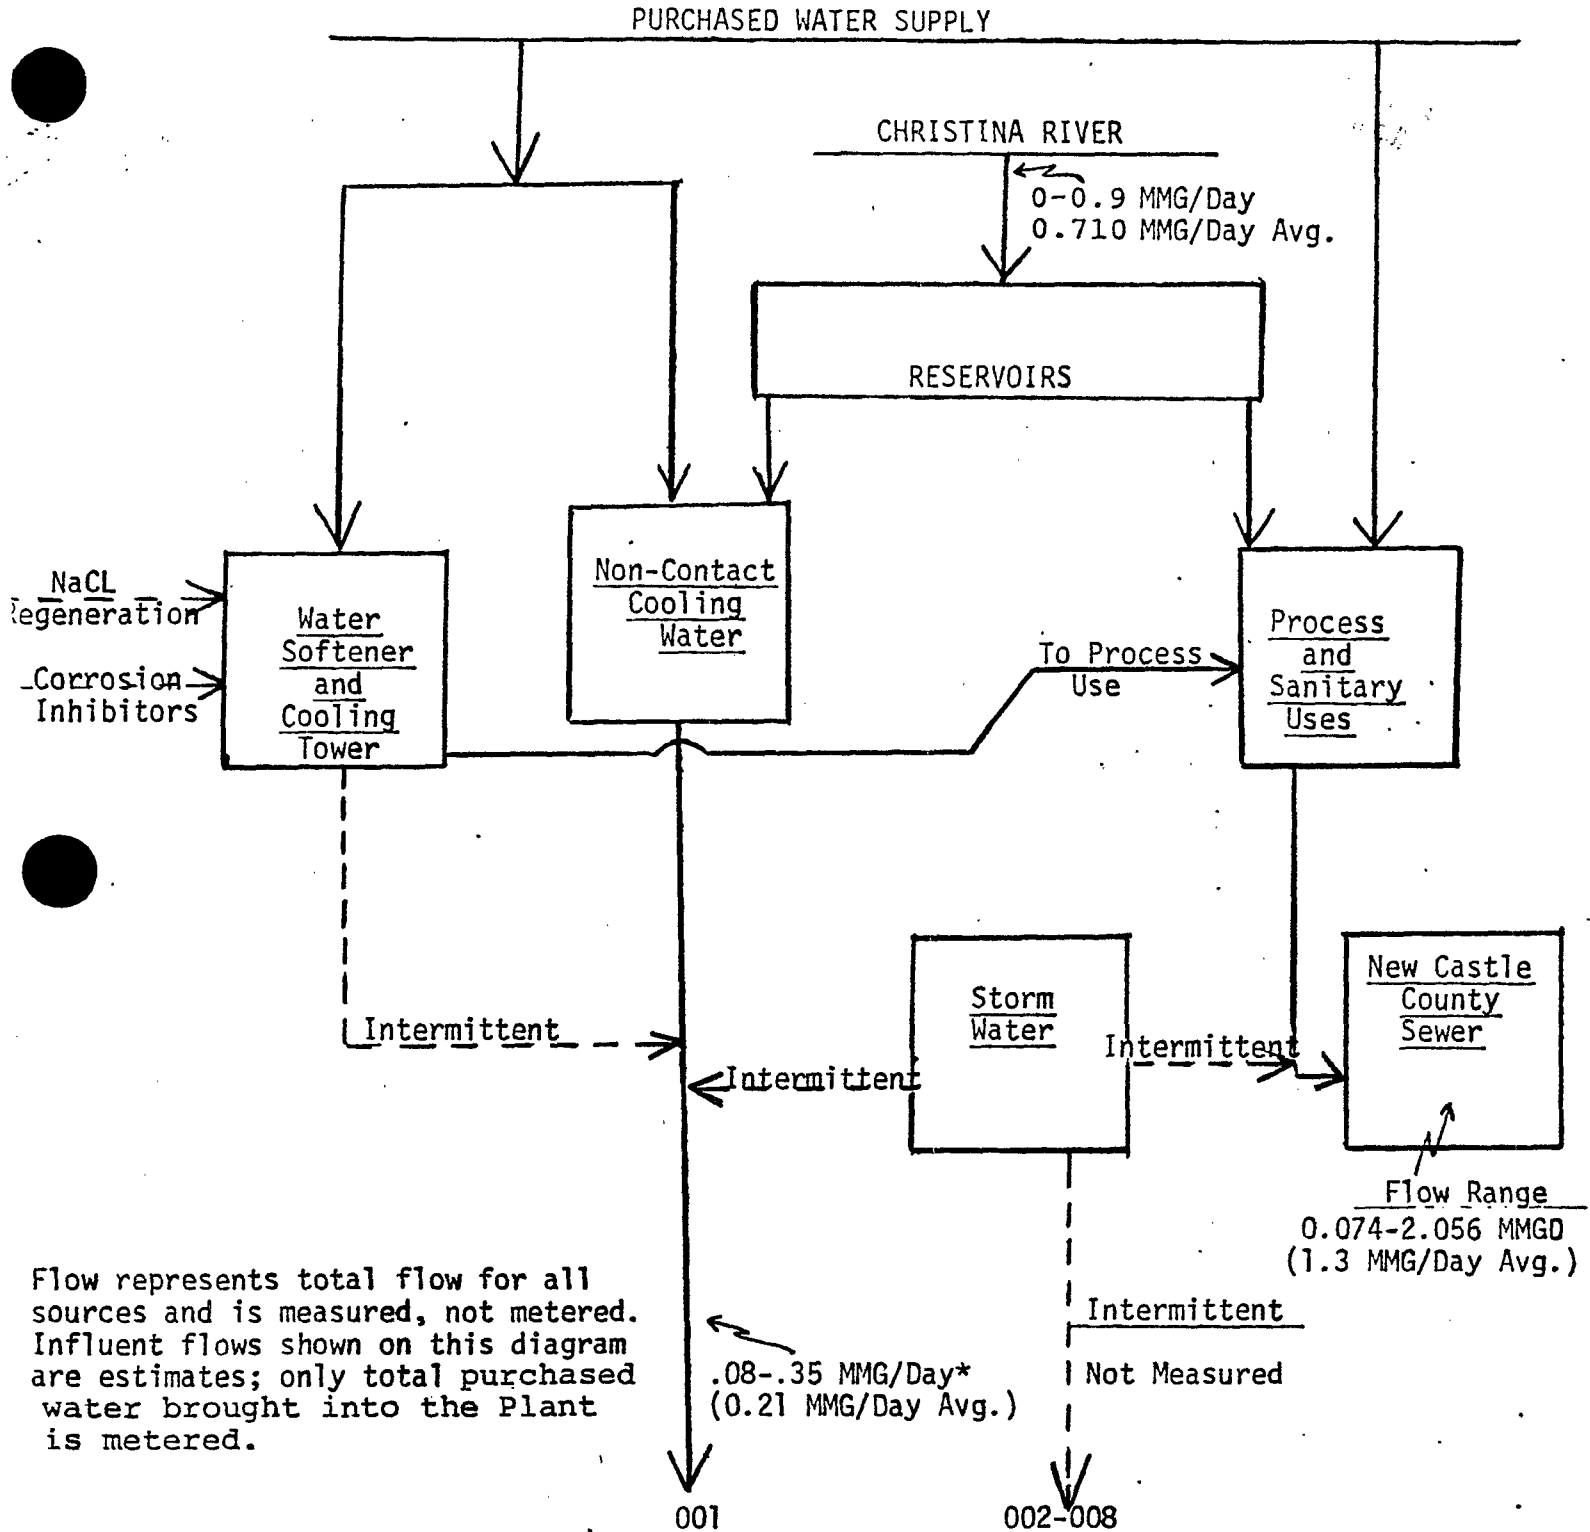 PURCHASED WATER SUPPLY
CHRISTINA RIVER
0-0.9 MMG/Day
0.710 MMG/Day Avg.
RESERVOIRS
NaCL
Regeneration
Corrosion
Inhibitors
Water
Softener
and
Cooling
Tower
Non-Contact
Cooling
Water
To Process
Use
Process
and
Sanitary
Uses
Intermittent
Intermittent
Storm
Water
Intermittent
New Castle
County
Sewer
Flow Range
0.074-2.056 MMGD
(1.3 MMG/Day Avg.)
Flow represents total flow for all
sources and is measured, not metered.
Influent flows shown on this diagram
are estimates; only total purchased
water brought into the Plant
is metered.
.08-.35 MMG/Day*
(0.21 MMG/Day Avg.)
Intermittent
Not Measured
001
002-008